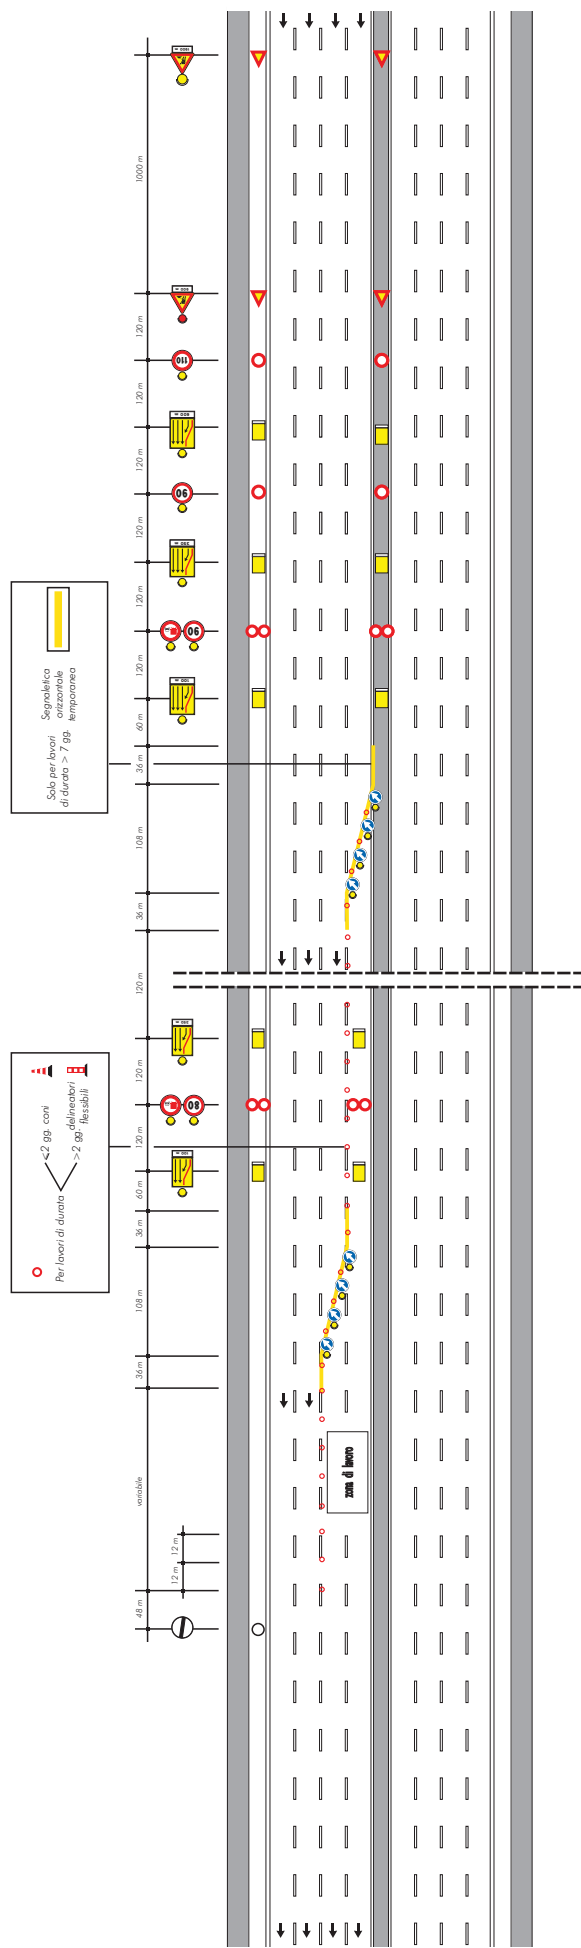 1000 m
120 m
110
120 m
120 m
90
120 m
120 m
90
120 m
60 m
36 m
Segnaletica
orizzontale
temporanea
Solo per lavori
di durata > 7 gg.
108 m
36 m
120 m
120 m
80
120 m
60 m
36 m
<2 gg. coni
>2 gg. delineatori
flessibili
Per lavori di durata
108 m
36 m
variabile
zona di lavoro
12 m
12 m
48 m